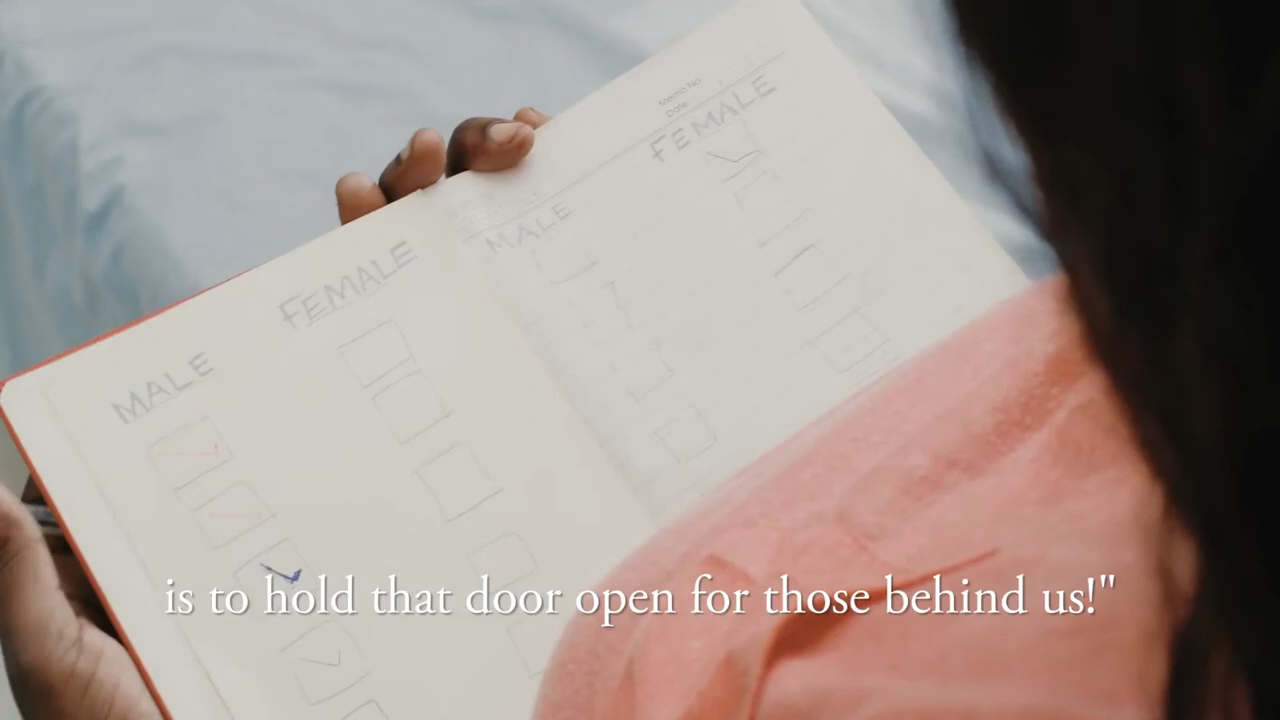 Memo No.
Date
FEMALE
MALE
FEMALE
MALE
is to hold that door open for those behind us!"